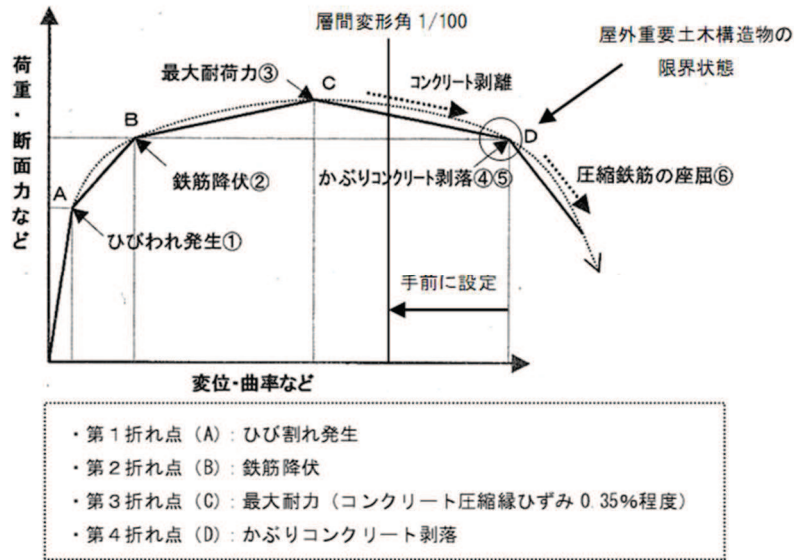 層間変形角 1/100
屋外重要土木構造物の
限界状態
荷重・断面力など
最大耐荷力③
C
コンクリート剥離
B
D
鉄筋降伏②
かぶりコンクリート剥落④⑤
圧縮鉄筋の座屈⑥
A
ひびわれ発生①
手前に設定
変位・曲率など
・第１折れ点（A）：ひび割れ発生
・第２折れ点（B）：鉄筋降伏
・第３折れ点（C）：最大耐力（コンクリート圧縮縁ひずみ 0.35%程度）
・第４折れ点（D）：かぶりコンクリート剥落